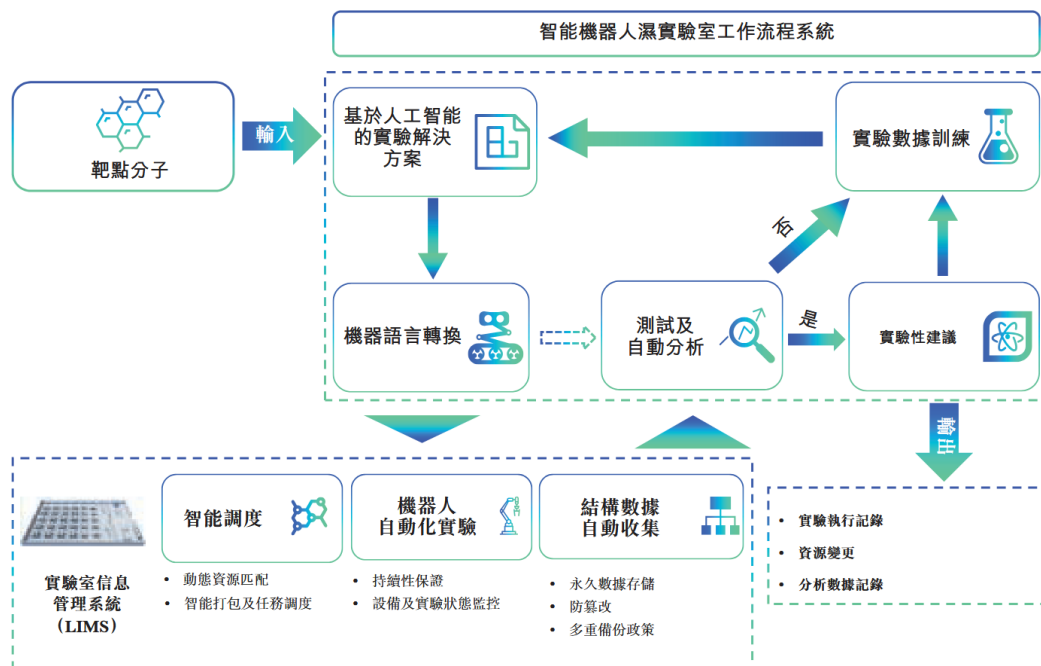 智能機器人濕實驗室工作流程系統
靶點分子
輸入
基於人工智能
的實驗解決
方案
實驗數據訓練
否
機器語言轉換
測試及
自動分析
是
實驗性建議
輸出
實驗室信息
管理系統
（LIMS）
智能調度
• 動態資源匹配
• 智能打包及任務調度
機器人
自動化實驗
• 持續性保證
• 設備及實驗狀態監控
結構數據
自動收集
• 永久數據存儲
• 防篡改
• 多重備份政策
• 實驗執行記錄
• 資源變更
• 分析數據記錄